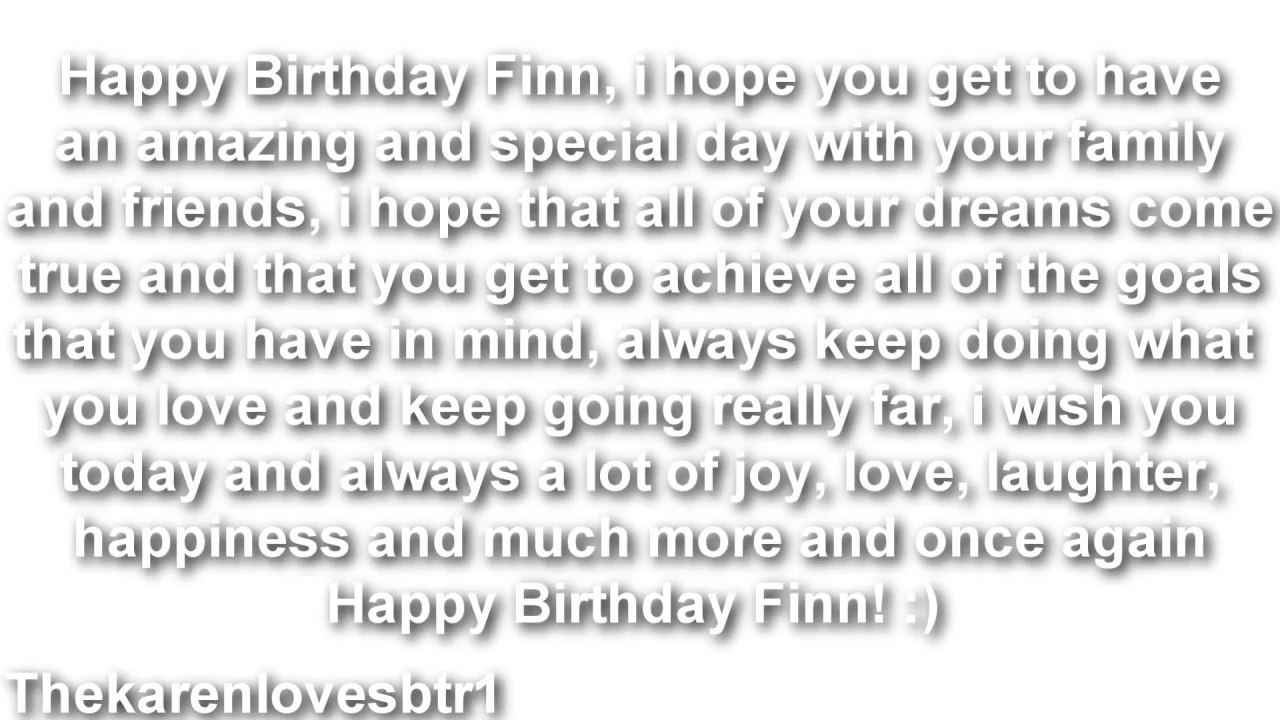 Happy Birthday Finn, i hope you get to have
an amazing and special day with your family
and friends, i hope that all of your dreams come
true and that you get to achieve all of the goals
that you have in mind, always keep doing what
you love and keep going really far, i wish you
today and always a lot of joy, love, laughter,
happiness and much more and once again
Happy Birthday Finn! :)
Thekarenlovesbtr1